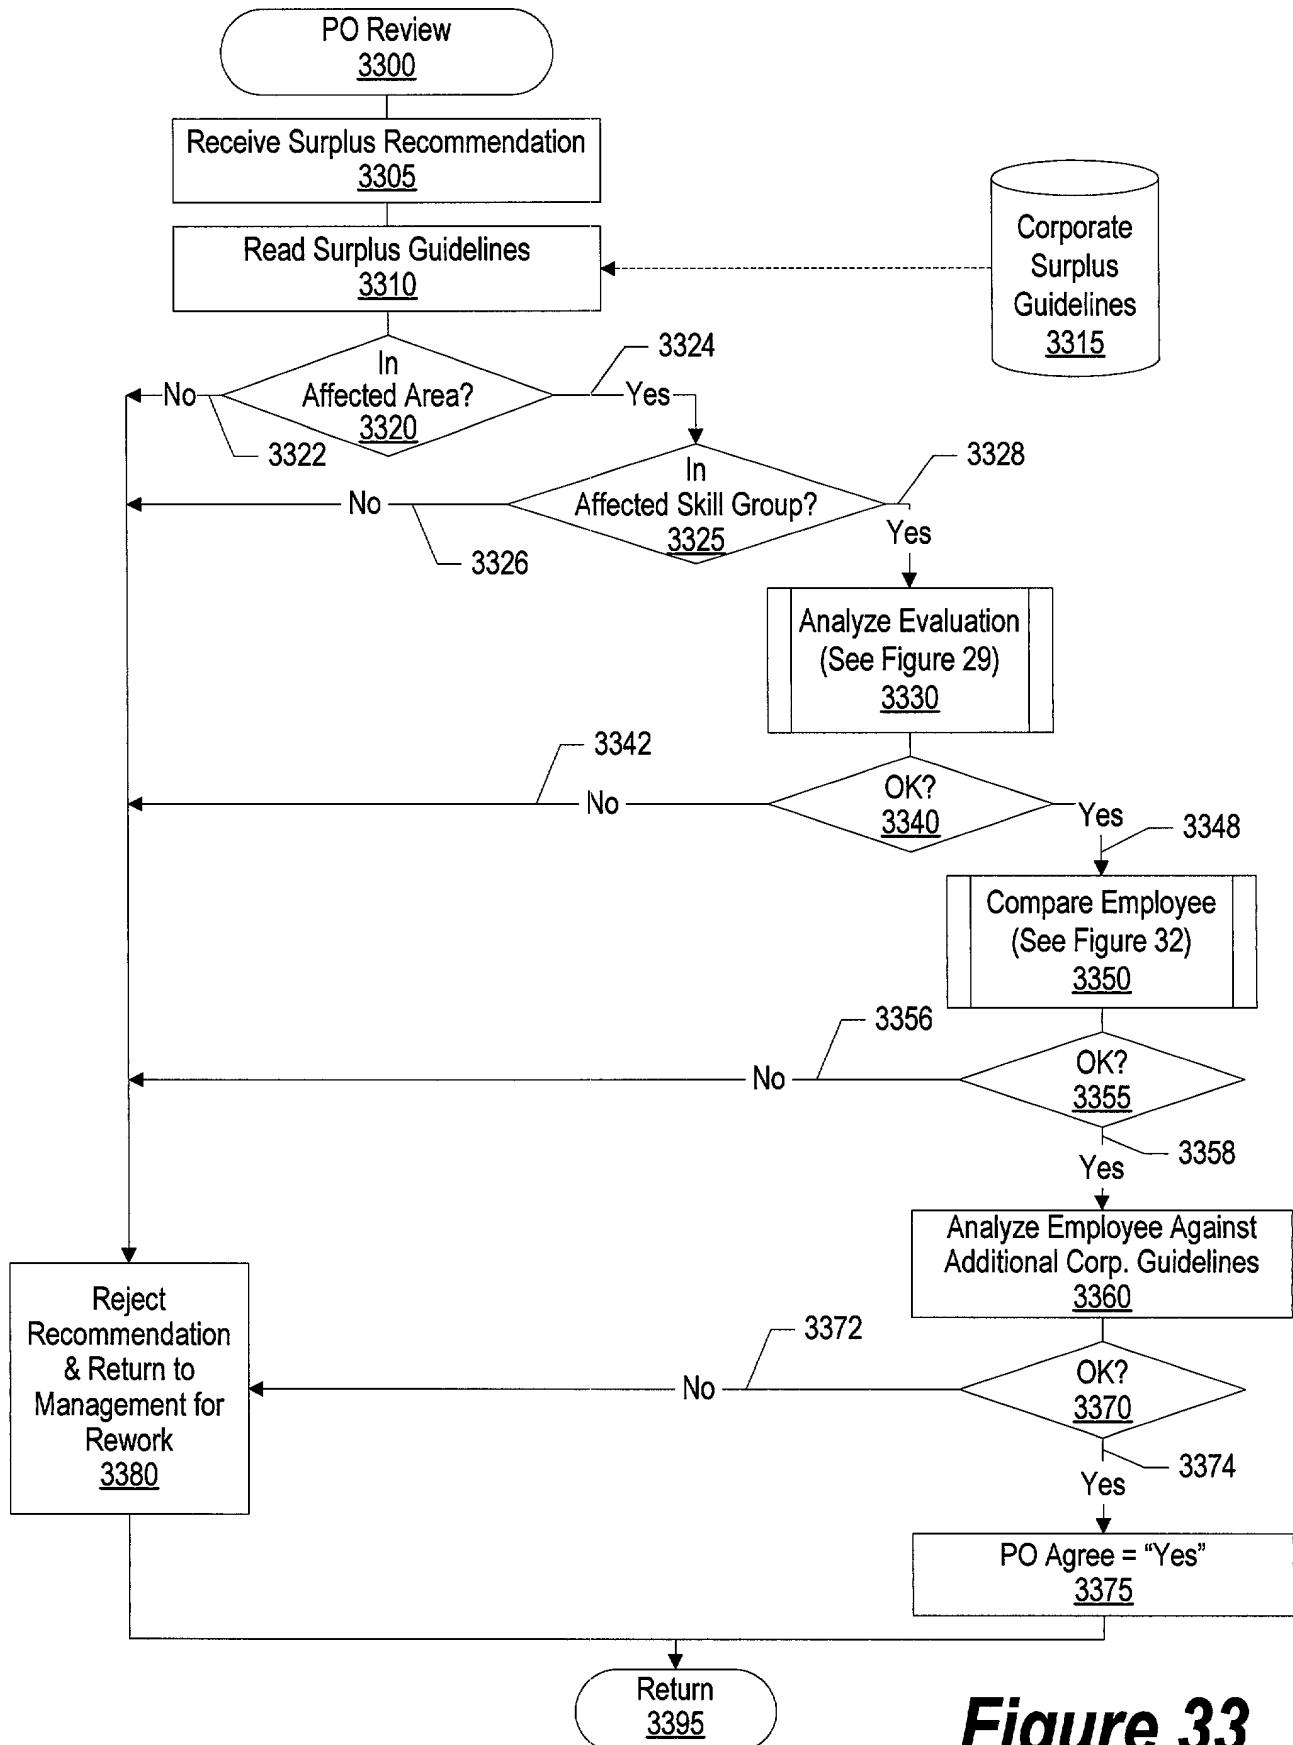 PO Review
3300
Receive Surplus Recommendation
3305
Read Surplus Guidelines
3310
Corporate
Surplus
Guidelines
3315
In
Affected Area?
3320
No
3322
3324
Yes
In
Affected Skill Group?
3325
No
3326
3328
Yes
Analyze Evaluation
(See Figure 29)
3330
3342
No
OK?
3340
Yes
3348
Compare Employee
(See Figure 32)
3350
3356
No
OK?
3355
3358
Yes
Analyze Employee Against
Additional Corp. Guidelines
3360
3372
No
OK?
3370
3374
Yes
Reject
Recommendation
& Return to
Management for
Rework
3380
PO Agree = “Yes”
3375
Return
3395
Figure 33